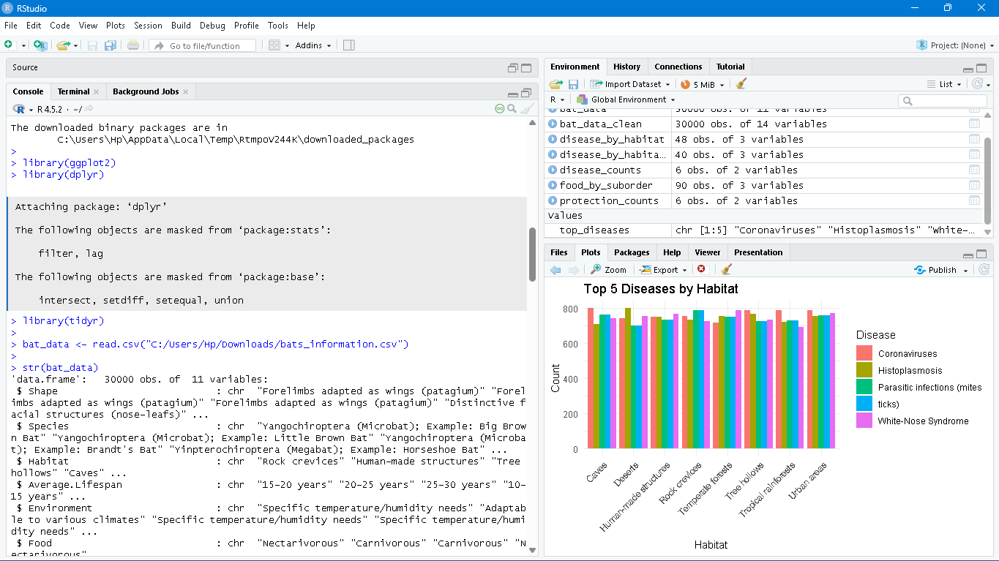 RStudio
File Edit Code View Plots Session Build Debug Profile Tools Help
Go to file/function Addins Project: (None)
Source
Console Terminal Background Jobs
R 4.5.2 · ~/
The downloaded binary packages are in
C:\Users\Hp\AppData\Local\Temp\RtmpoV244K\downloaded_packages
>
> library(ggplot2)
> library(dplyr)
Attaching package: ‘dplyr’
The following objects are masked from ‘package:stats’:
filter, lag
The following objects are masked from ‘package:base’:
intersect, setdiff, setequal, union
> library(tidyr)
>
> bat_data <- read.csv("C:/Users/Hp/Downloads/bats_information.csv")
>
> str(bat_data)
'data.frame': 30000 obs. of 11 variables:
$ Shape : chr "Forelimbs adapted as wings (patagium)" "Forel
imbs adapted as wings (patagium)" "Forelimbs adapted as wings (patagium)" "Distinctive f
acial structures (nose-leafs)" ...
$ Species : chr "Yangochiroptera (Microbat); Example: Big Brow
n Bat" "Yangochiroptera (Microbat); Example: Little Brown Bat" "Yangochiroptera (Microba
t); Example: Brandt's Bat" "Yinpterochiroptera (Megabat); Example: Horseshoe Bat" ...
$ Habitat : chr "Rock crevices" "Human-made structures" "Tree
hollows" "Caves" ...
$ Average.Lifespan : chr "15-20 years" "20-25 years" "25-30 years" "10-
15 years" ...
$ Environment : chr "Specific temperature/humidity needs" "Adaptab
le to various climates" "Specific temperature/humidity needs" "Specific temperature/humi
dity needs" ...
$ Food : chr "Nectarivorous" "Carnivorous" "Carnivorous" "N
ectarivorous"
Environment History Connections Tutorial
Import Dataset 5 MiB List
R Global Environment
bat_data 30000 obs. of 11 variables
bat_data_clean 30000 obs. of 14 variables
disease_by_habitat 48 obs. of 3 variables
disease_by_habita… 40 obs. of 3 variables
disease_counts 6 obs. of 2 variables
food_by_suborder 90 obs. of 3 variables
protection_counts 6 obs. of 2 variables
Values
top_diseases chr [1:5] "Coronaviruses" "Histoplasmosis" "White-…
Files Plots Packages Help Viewer Presentation
Zoom Export Publish
Top 5 Diseases by Habitat
800
600
400
200
0
Count
Caves
Deserts
Human-made structures
Rock crevices
Temperate forests
Tree hollows
Tropical rainforests
Urban areas
Habitat
Disease
Coronaviruses
Histoplasmosis
Parasitic infections (mites
ticks)
White-Nose Syndrome